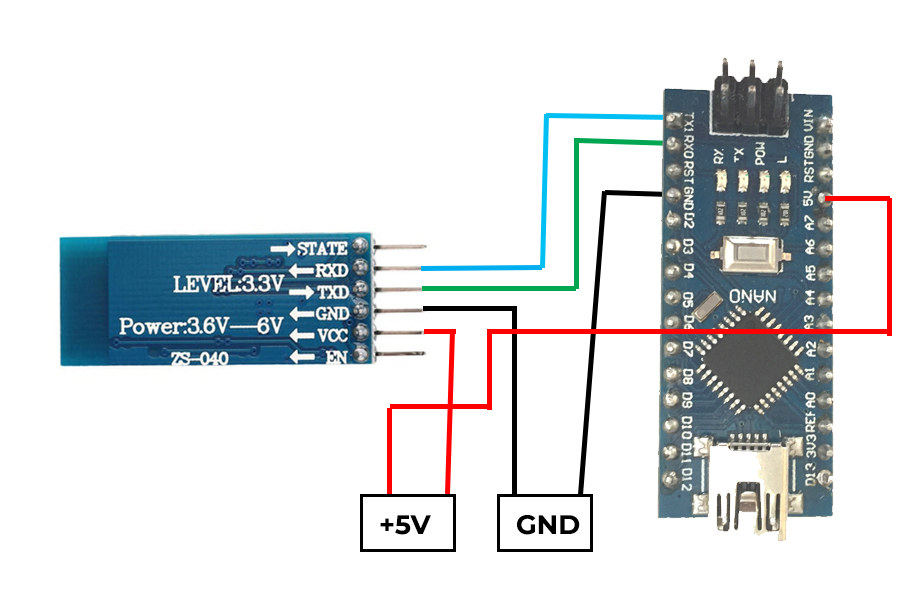 STATE
RXD
LEVEL:3.3V
TXD
GND
Power:3.6V—6V
VCC
ZS-040
EN
+5V
GND
TX1
RX0
RST
GND
D2
D3
D4
D5
D6
D7
D8
D9
D10
D11
D12
RX
TX
POW
L
NANO
VIN
GND
RST
5V
A7
A6
A5
A4
A3
A2
A1
A0
REF
3V3
D13